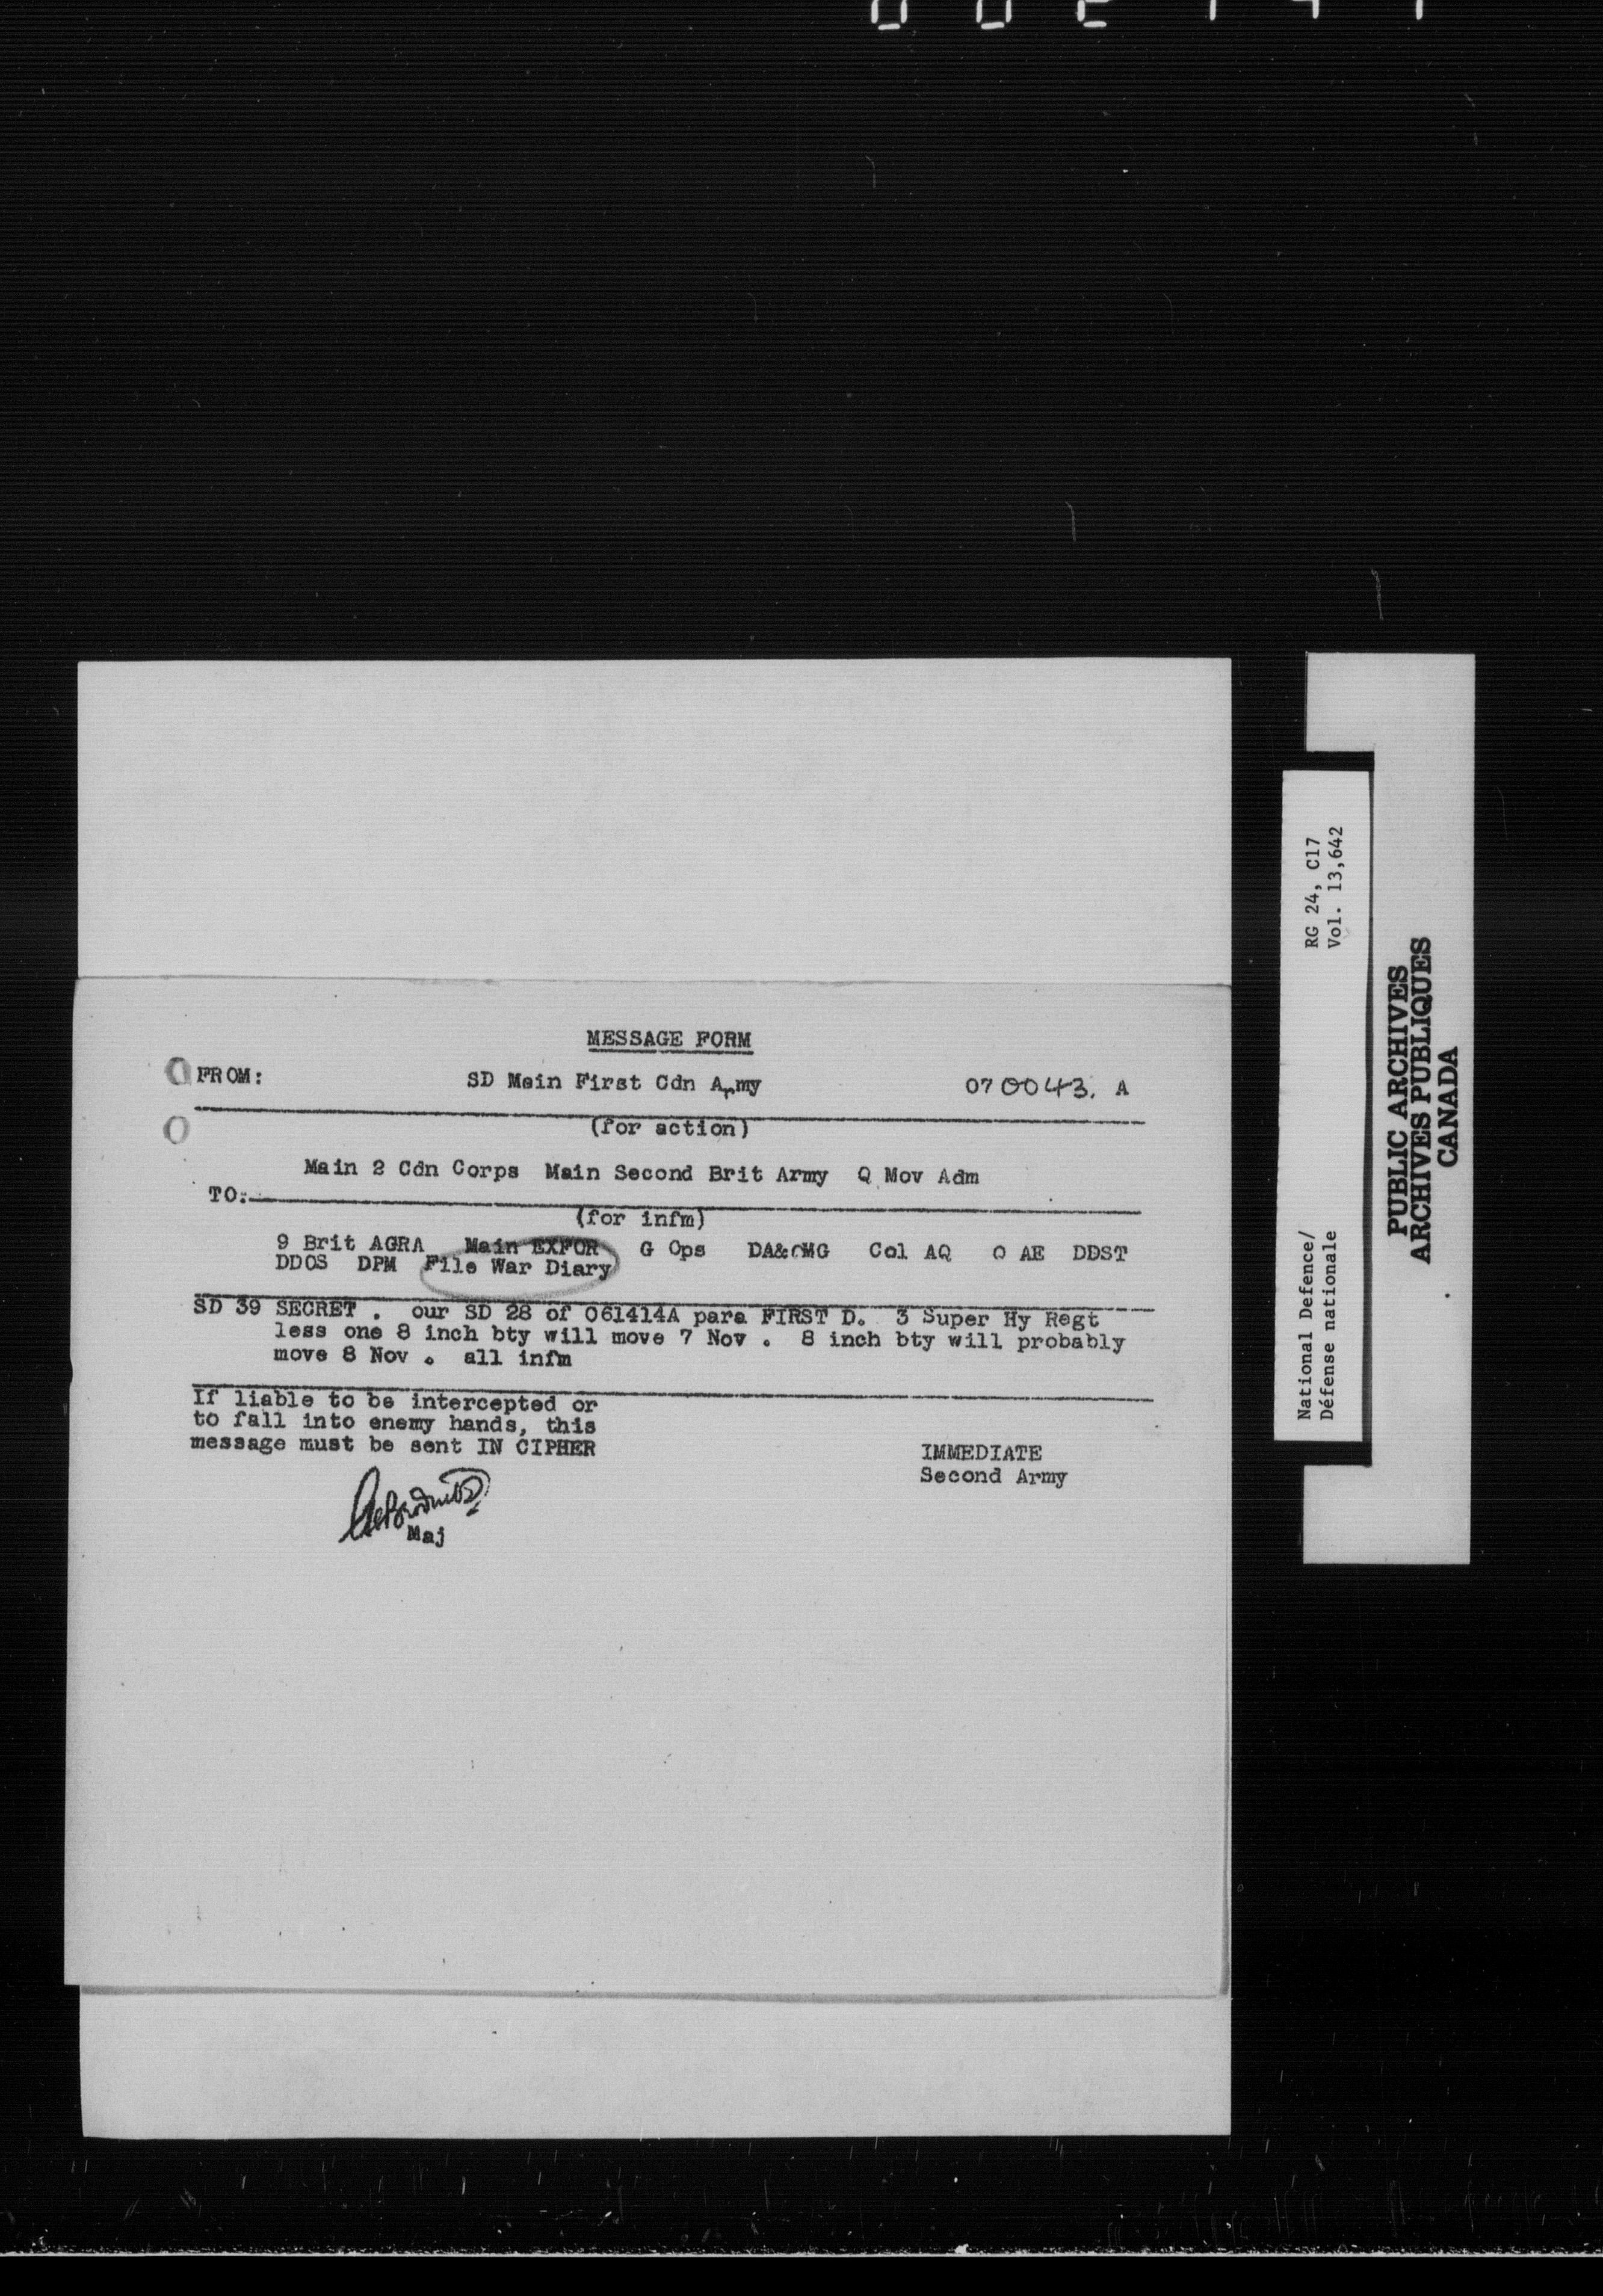 MESSAGE FORM
FROM: SD Mein First Cdn Army 070043. A
(for action)
Main 2 Cdn Corps Main Second Brit Army Q Mov Adm
TO:
(for infm)
9 Brit AGRA Main EXFOR G Ops DA&QMG Col AQ Q AE DDST
DDOS DPM File War Diary
SD 39 SECRET . our SD 28 of 061414A para FIRST D. 3 Super Hy Regt
less one 8 inch bty will move 7 Nov . 8 inch bty will probably
move 8 Nov . all infm
If liable to be intercepted or
to fall into enemy hands, this
message must be sent IN CIPHER
IMMEDIATE
Second Army
Maj
National Defence/ RG 24, C17
Défense nationale Vol. 13,642
PUBLIC ARCHIVES
ARCHIVES PUBLIQUES
CANADA